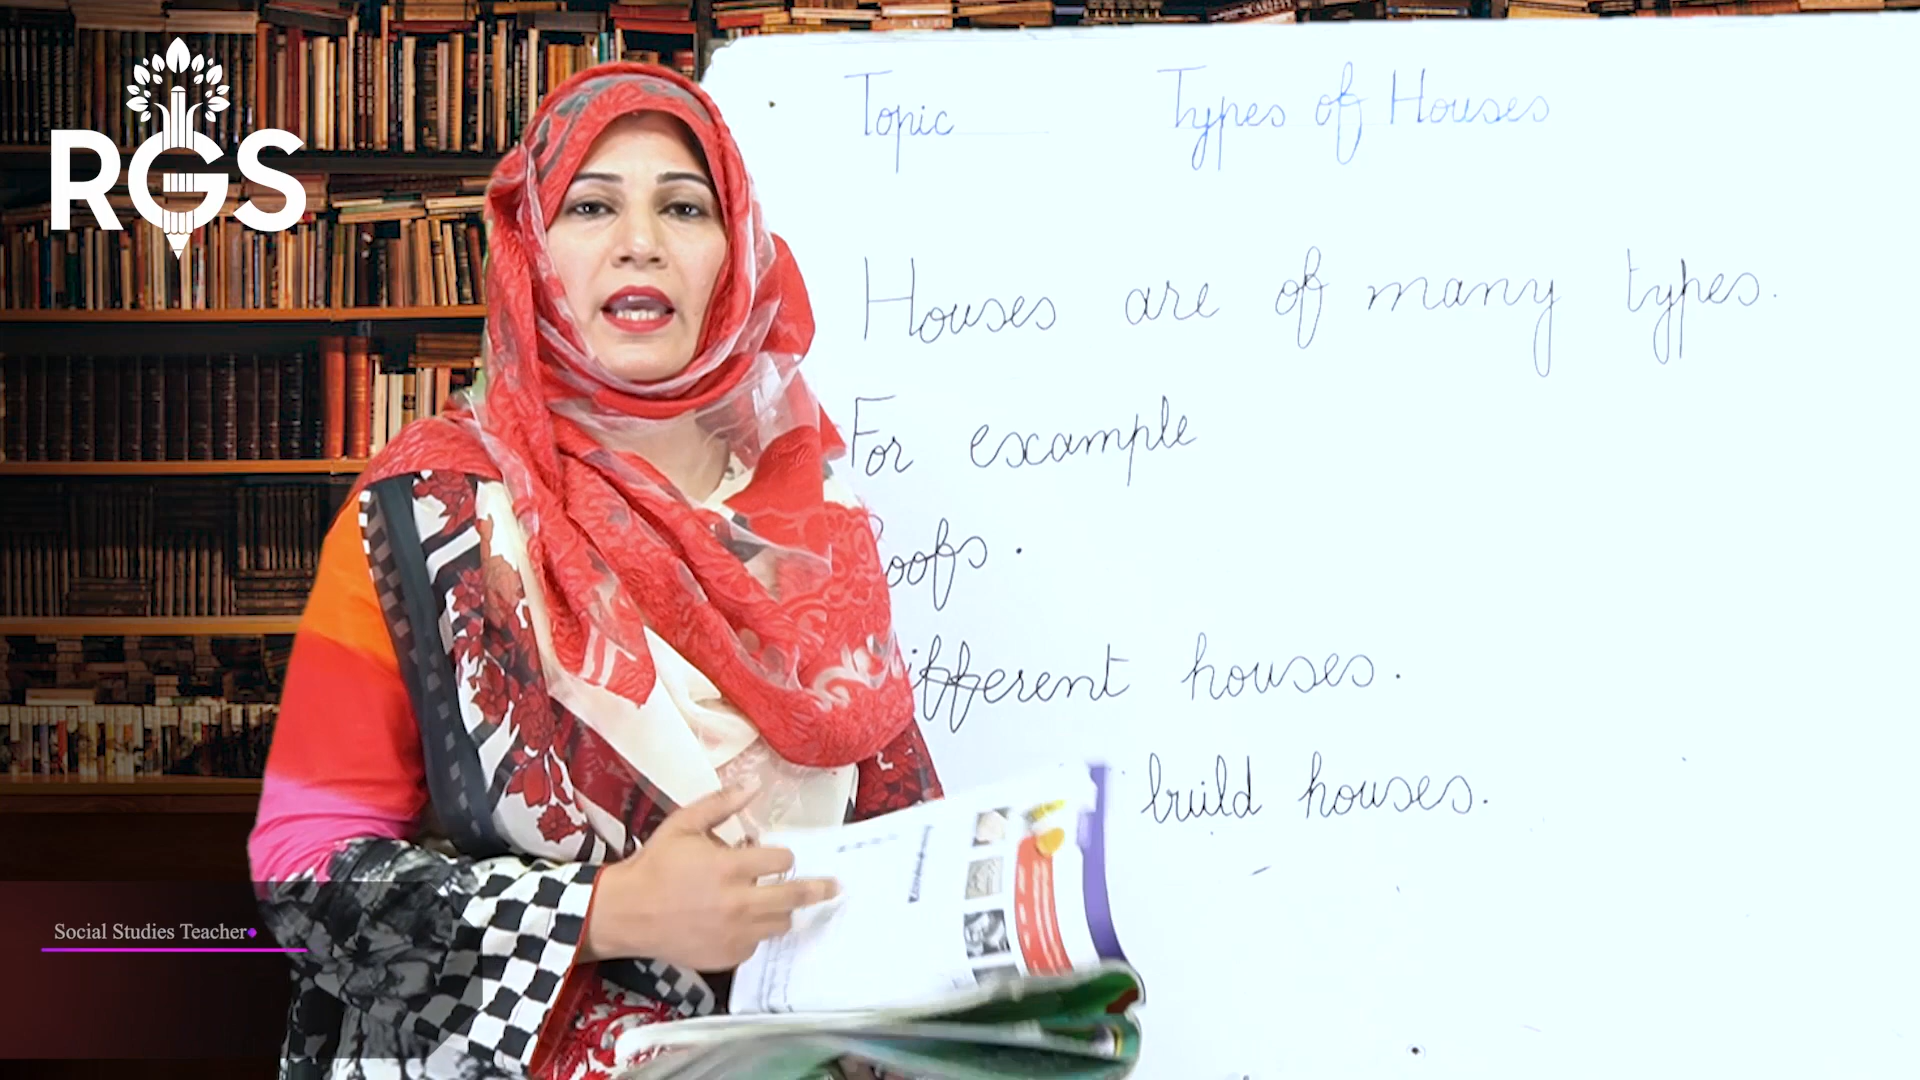 RGS
Topic Types of Houses
Houses are of many types.
For example
oofs.
ifferent houses.
build houses.
Social Studies Teacher